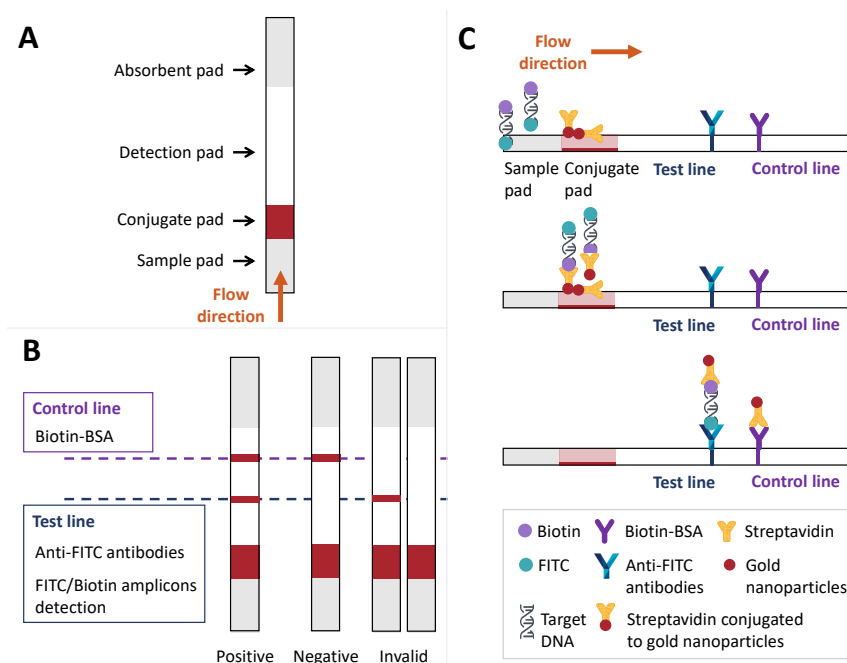 A
Absorbent pad
Detection pad
Conjugate pad
Sample pad
Flow
direction
B
Control line
Biotin-BSA
Test line
Anti-FITC antibodies
FITC/Biotin amplicons
detection
Positive
Negative
Invalid
C
Flow
direction
Sample
pad
Conjugate
pad
Test line
Control line
Test line
Control line
Test line
Control line
Biotin
Biotin-BSA
Streptavidin
FITC
Anti-FITC
antibodies
Gold
nanoparticles
Target
DNA
Streptavidin conjugated
to gold nanoparticles